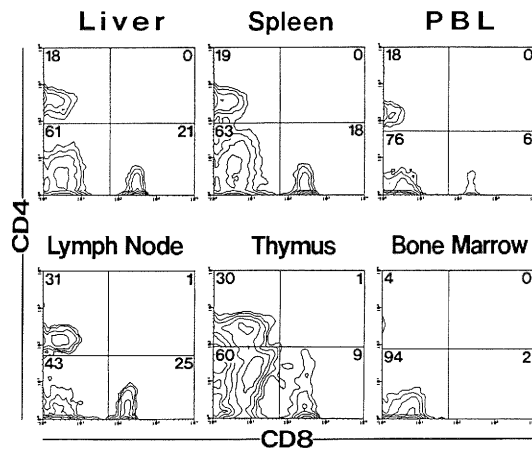 Liver Spleen PBL
18 0 19 0 18 0
61 21 63 18 76 6
Lymph Node Thymus Bone Marrow
31 1 30 1 4 0
43 25 60 9 94 2
CD4
CD8